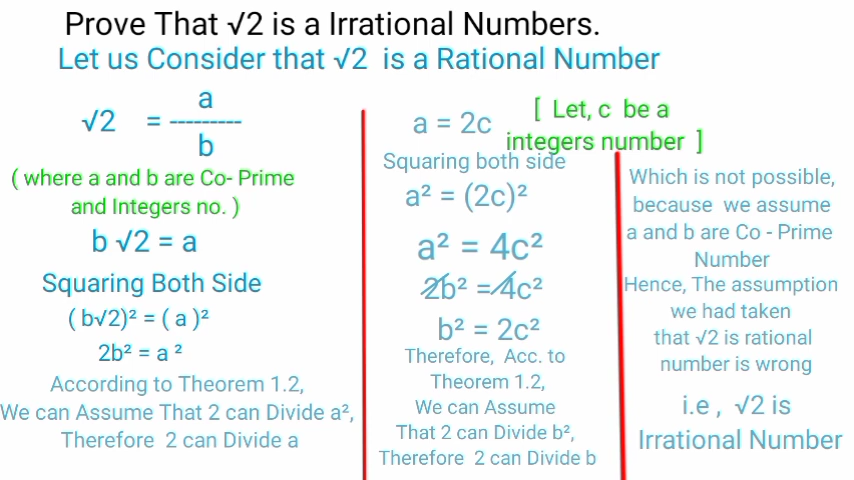 Prove That √2 is a Irrational Numbers.
Let us Consider that √2 is a Rational Number
√2 = a
---------
b
( where a and b are Co- Prime
and Integers no. )
b √2 = a
Squaring Both Side
( b√2)² = ( a )²
2b² = a ²
According to Theorem 1.2,
We can Assume That 2 can Divide a²,
Therefore 2 can Divide a
a = 2c
[ Let, c be a
integers number ]
Squaring both side
a² = (2c)²
a² = 4c²
2b² = 4c²
b² = 2c²
Therefore, Acc. to
Theorem 1.2,
We can Assume
That 2 can Divide b²,
Therefore 2 can Divide b
Which is not possible,
because we assume
a and b are Co - Prime
Number
Hence, The assumption
we had taken
that √2 is rational
number is wrong
i.e , √2 is
Irrational Number